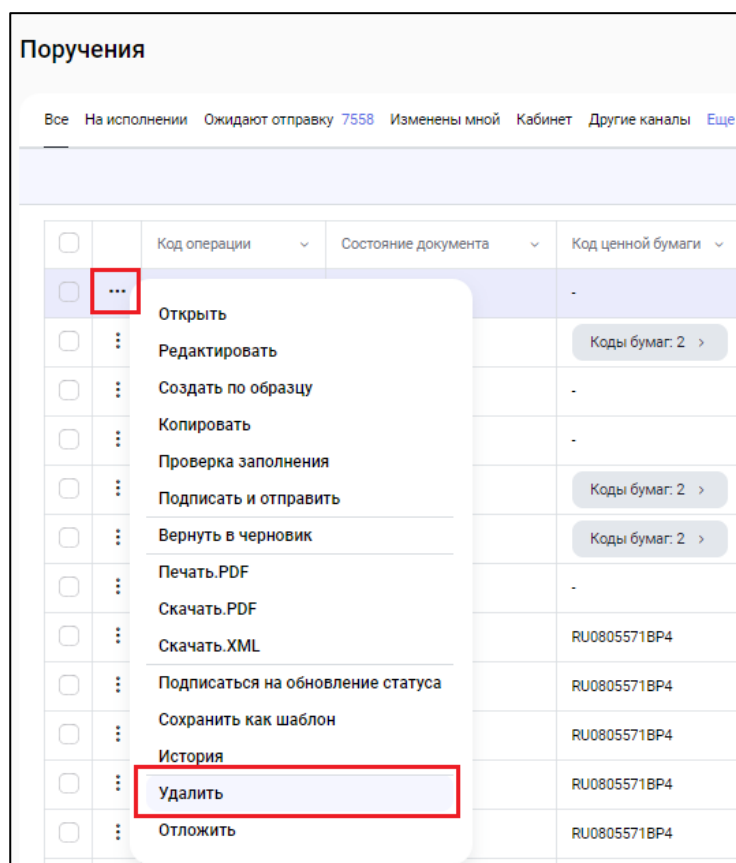 Поручения
Все На исполнении Ожидают отправку 7558 Изменены мной Кабинет Другие каналы Еще
Код операции Состояние документа Код ценной бумаги
-
Открыть
Коды бумаг: 2
Редактировать
Создать по образцу
-
Копировать
-
Проверка заполнения
Коды бумаг: 2
Подписать и отправить
Вернуть в черновик
Коды бумаг: 2
Печать.PDF
-
Скачать.PDF
RU0805571BP4
Скачать.XML
Подписаться на обновление статуса
RU0805571BP4
Сохранить как шаблон
RU0805571BP4
История
RU0805571BP4
Удалить
Отложить
RU0805571BP4